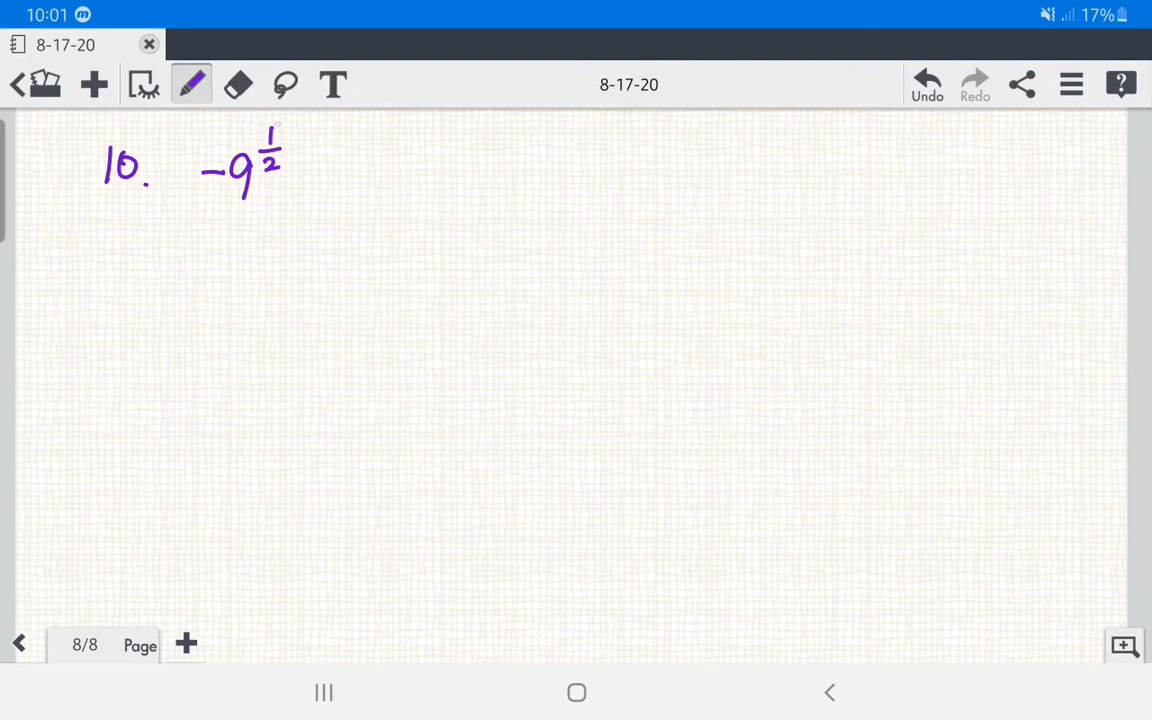 10:01 17%
8-17-20
T 8-17-20 Undo Redo ?
10. -9^{1/2}
8/8 Page